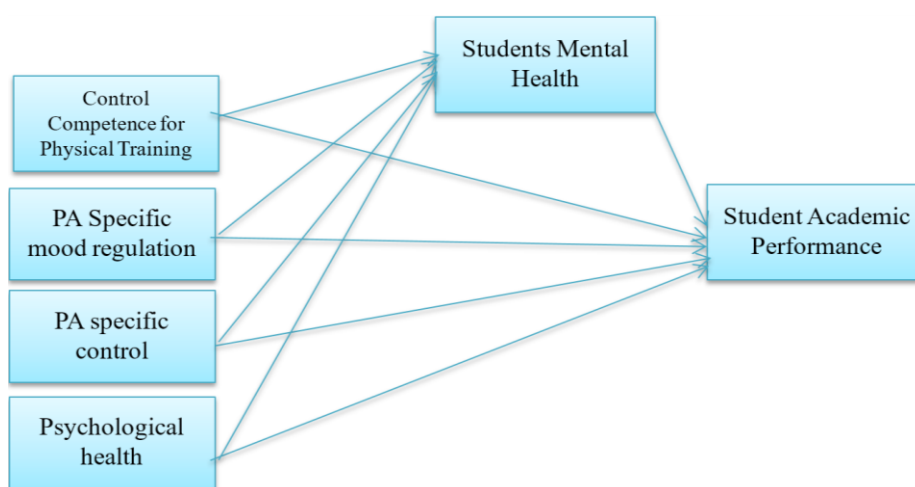 Students Mental
Health
Control
Competence for
Physical Training
PA Specific
mood regulation
Student Academic
Performance
PA specific
control
Psychological
health